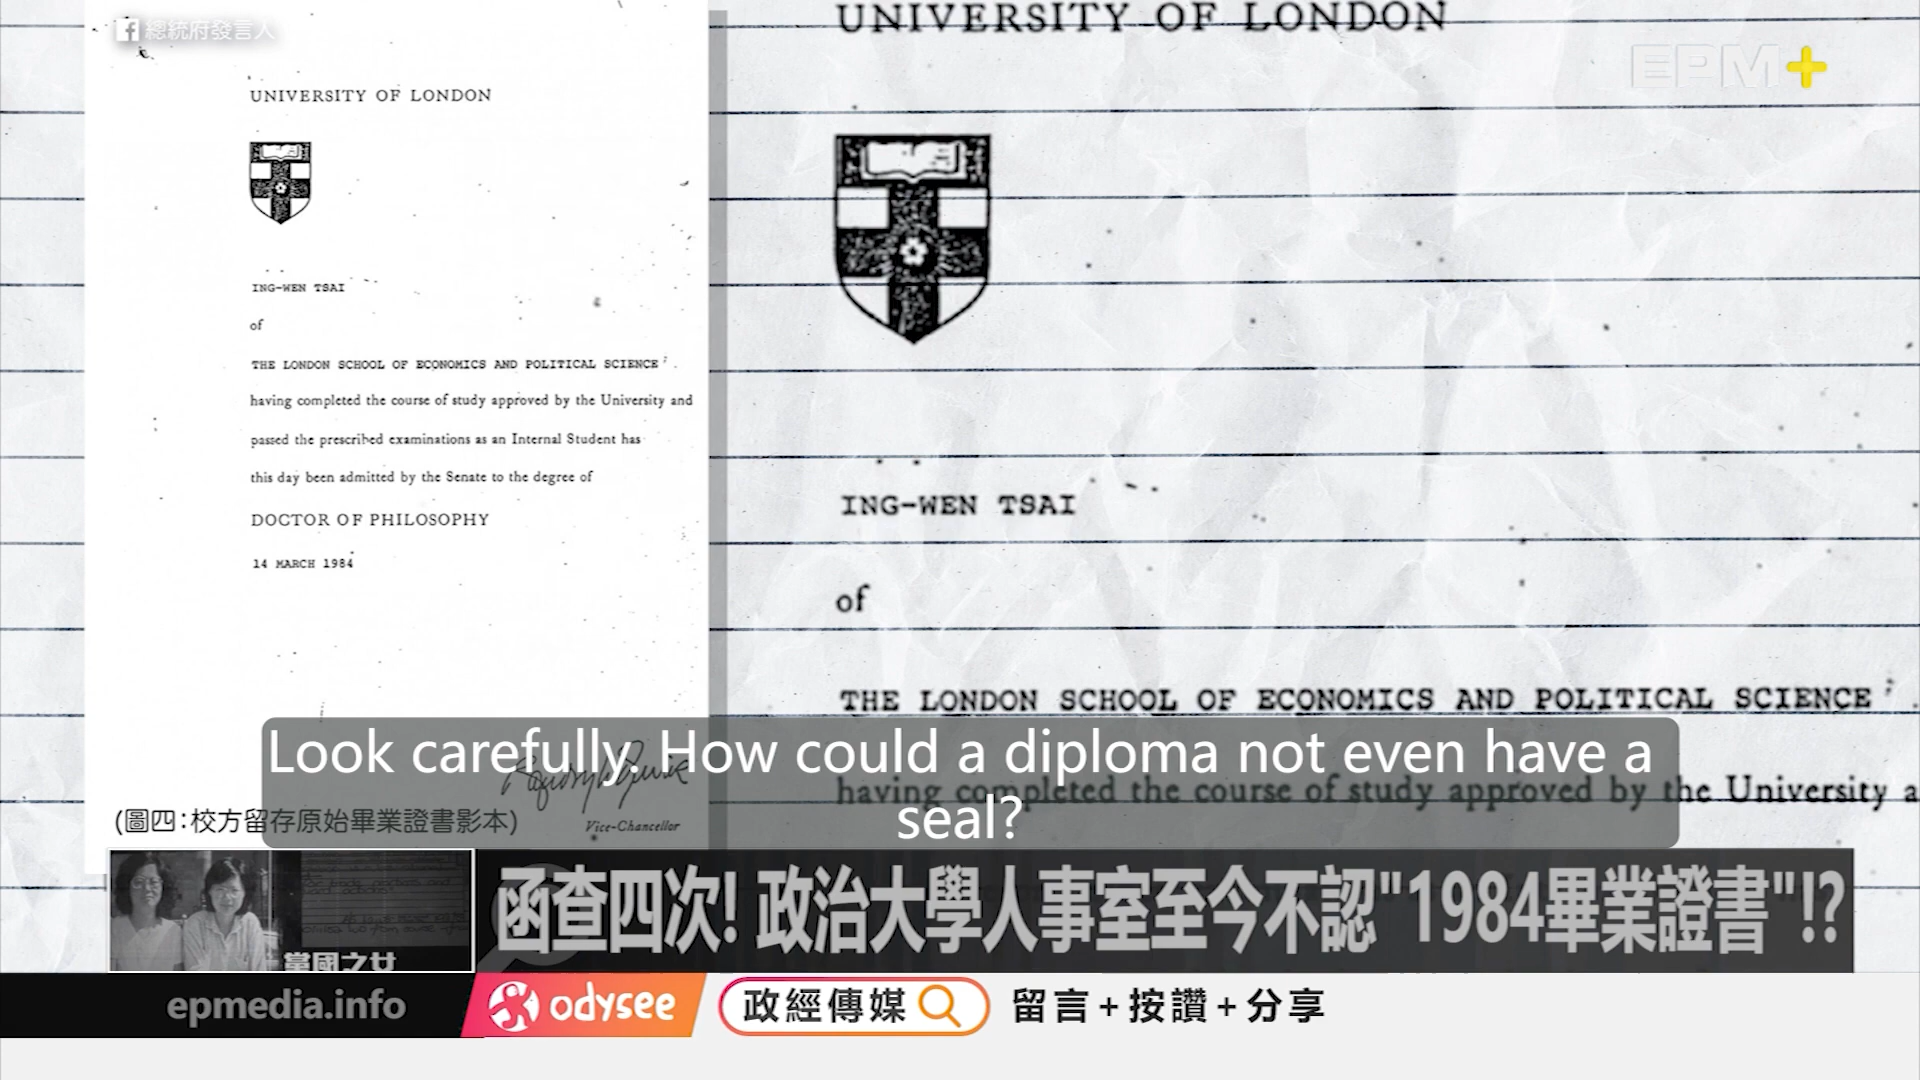 總統府發言人
UNIVERSITY OF LONDON
ING-WEN TSAI
of
THE LONDON SCHOOL OF ECONOMICS AND POLITICAL SCIENCE
having completed the course of study approved by the University and
passed the prescribed examinations as an Internal Student has
this day been admitted by the Senate to the degree of
DOCTOR OF PHILOSOPHY
14 MARCH 1984
Vice-Chancellor
(圖四:校方留存原始畢業證書影本)
UNIVERSITY OF LONDON
EPM+
ING-WEN TSAI
of
THE LONDON SCHOOL OF ECONOMICS AND POLITICAL SCIENCE
having completed the course of study approved by the University a
Look carefully. How could a diploma not even have a
seal?
黨國之女
函查四次! 政治大學人事室至今不認"1984畢業證書"!?
epmedia.info
odysee
政經傳媒
留言+按讚+分享